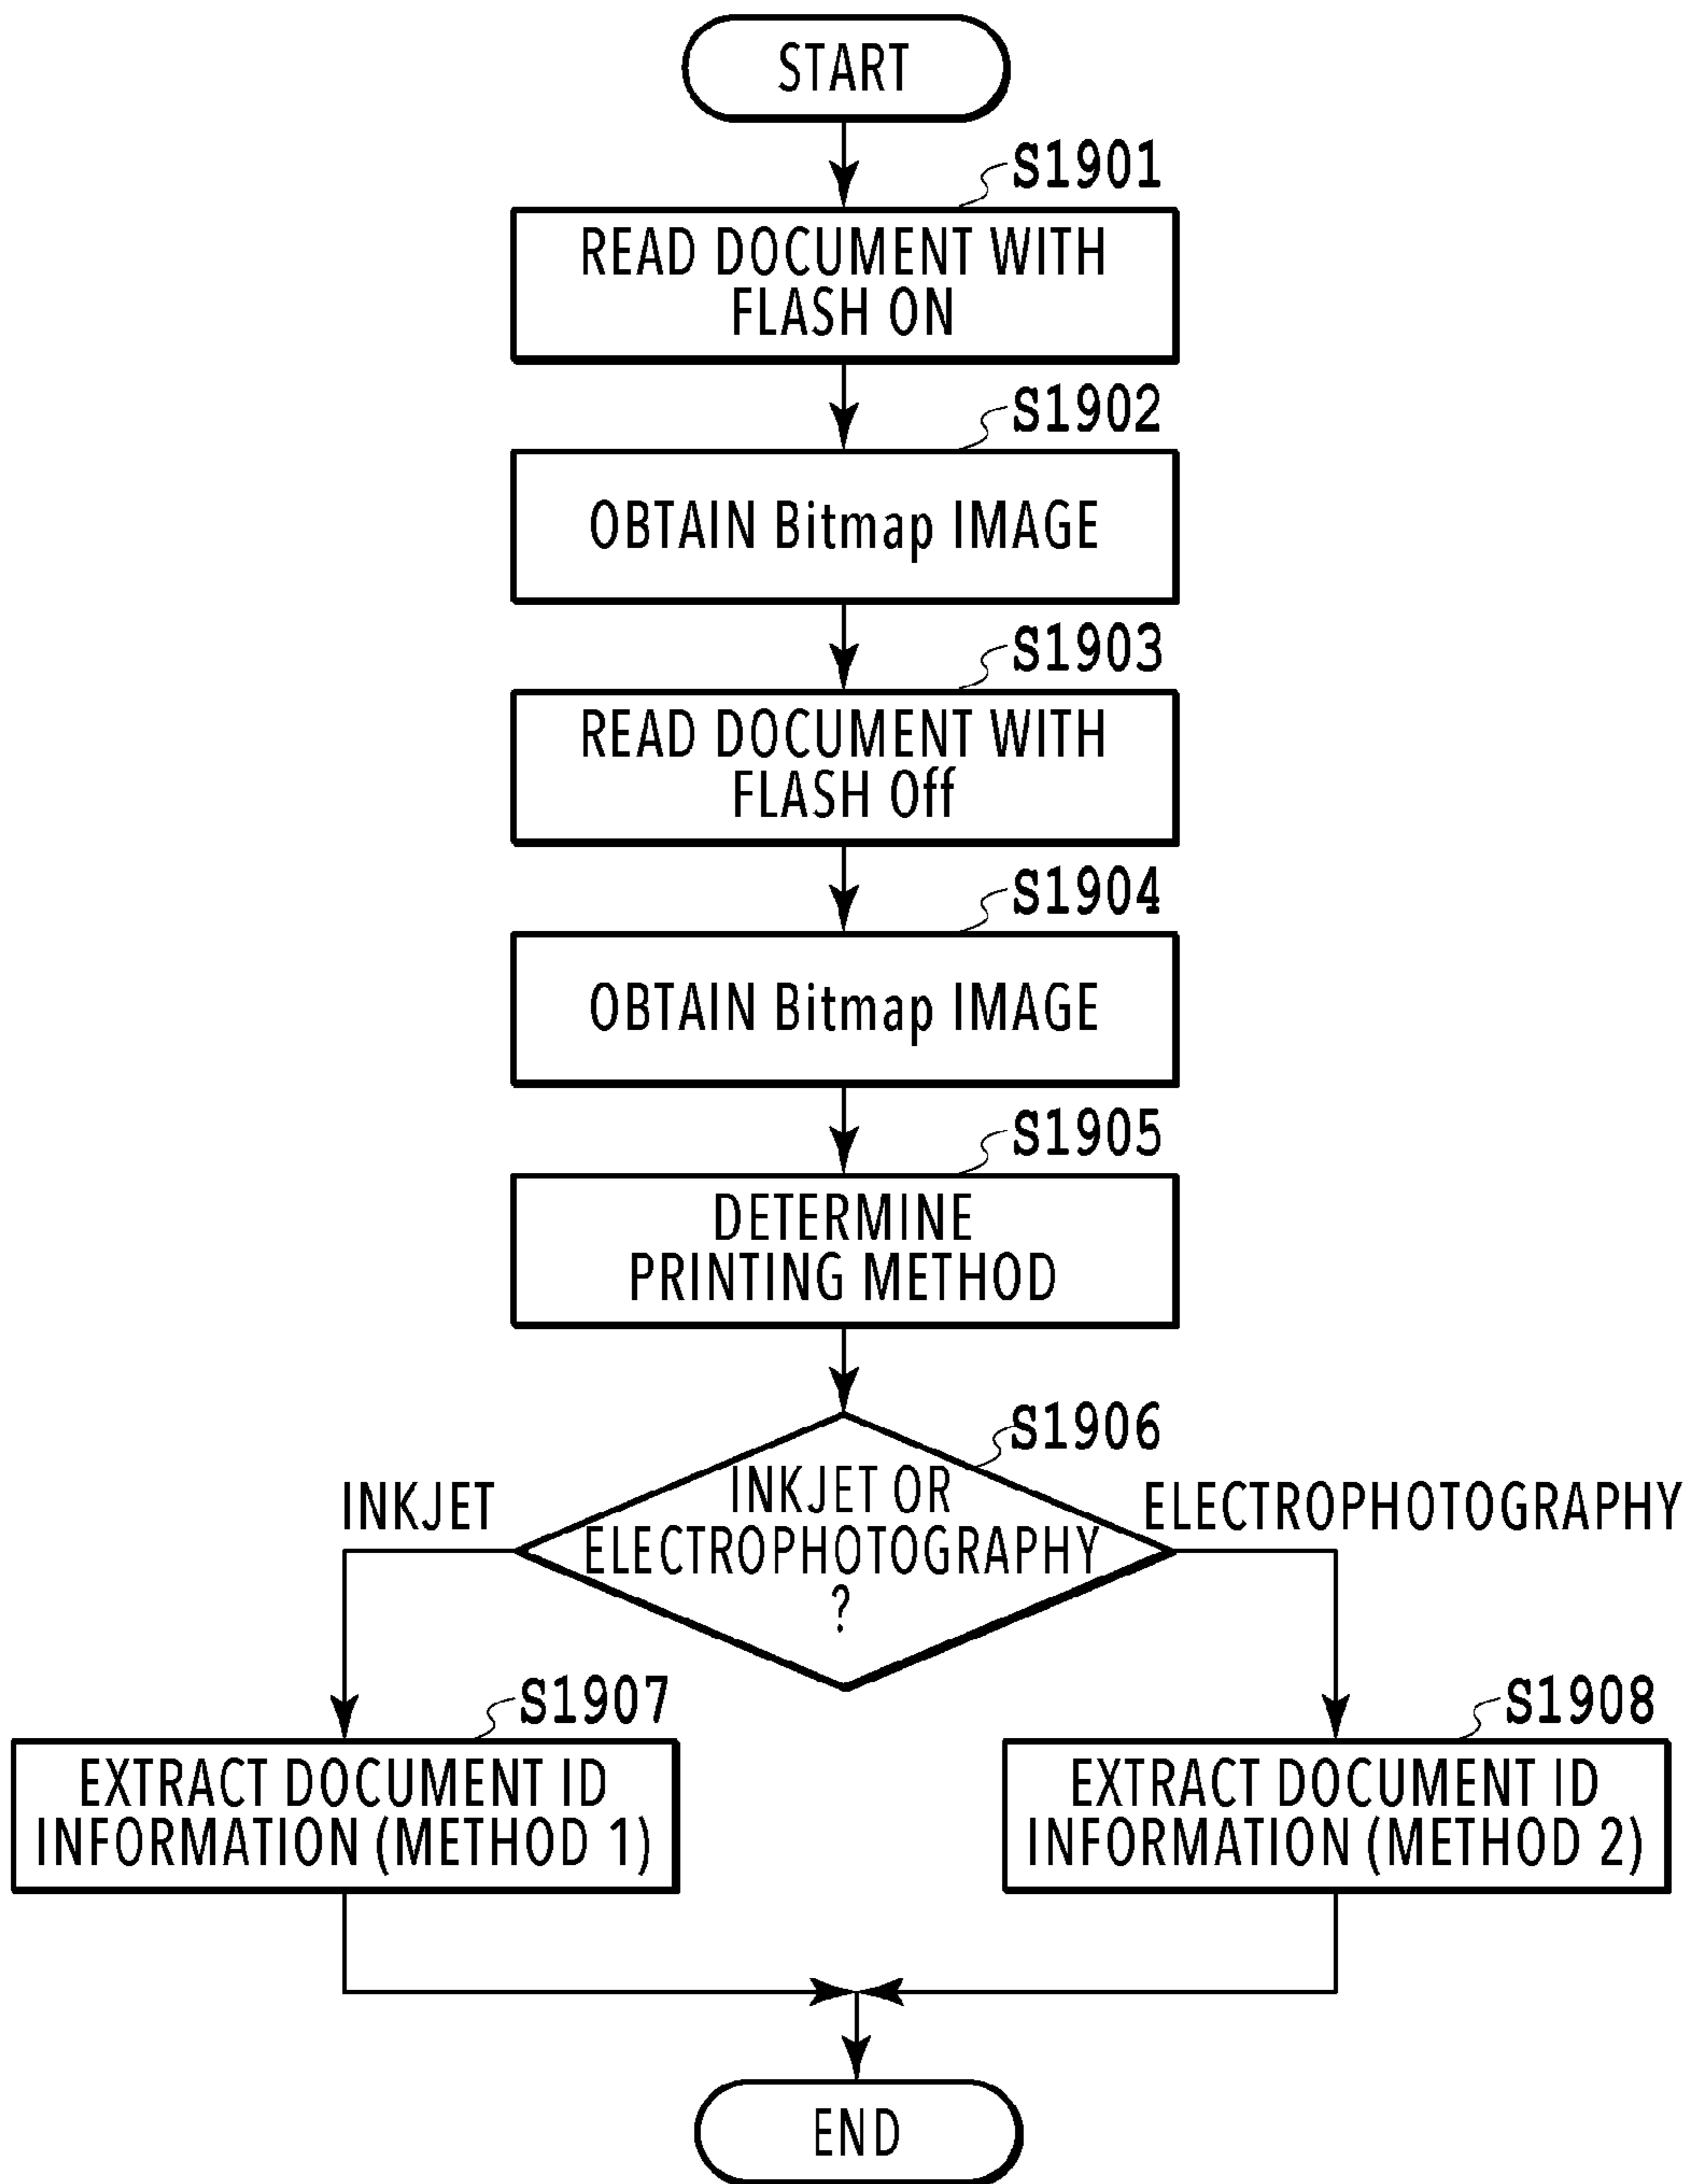 START
S1901
READ DOCUMENT WITH
FLASH ON
S1902
OBTAIN Bitmap IMAGE
S1903
READ DOCUMENT WITH
FLASH Off
S1904
OBTAIN Bitmap IMAGE
S1905
DETERMINE
PRINTING METHOD
S1906
INKJET OR
ELECTROPHOTOGRAPHY
?
INKJET
ELECTROPHOTOGRAPHY
S1907
EXTRACT DOCUMENT ID
INFORMATION (METHOD 1)
S1908
EXTRACT DOCUMENT ID
INFORMATION (METHOD 2)
END